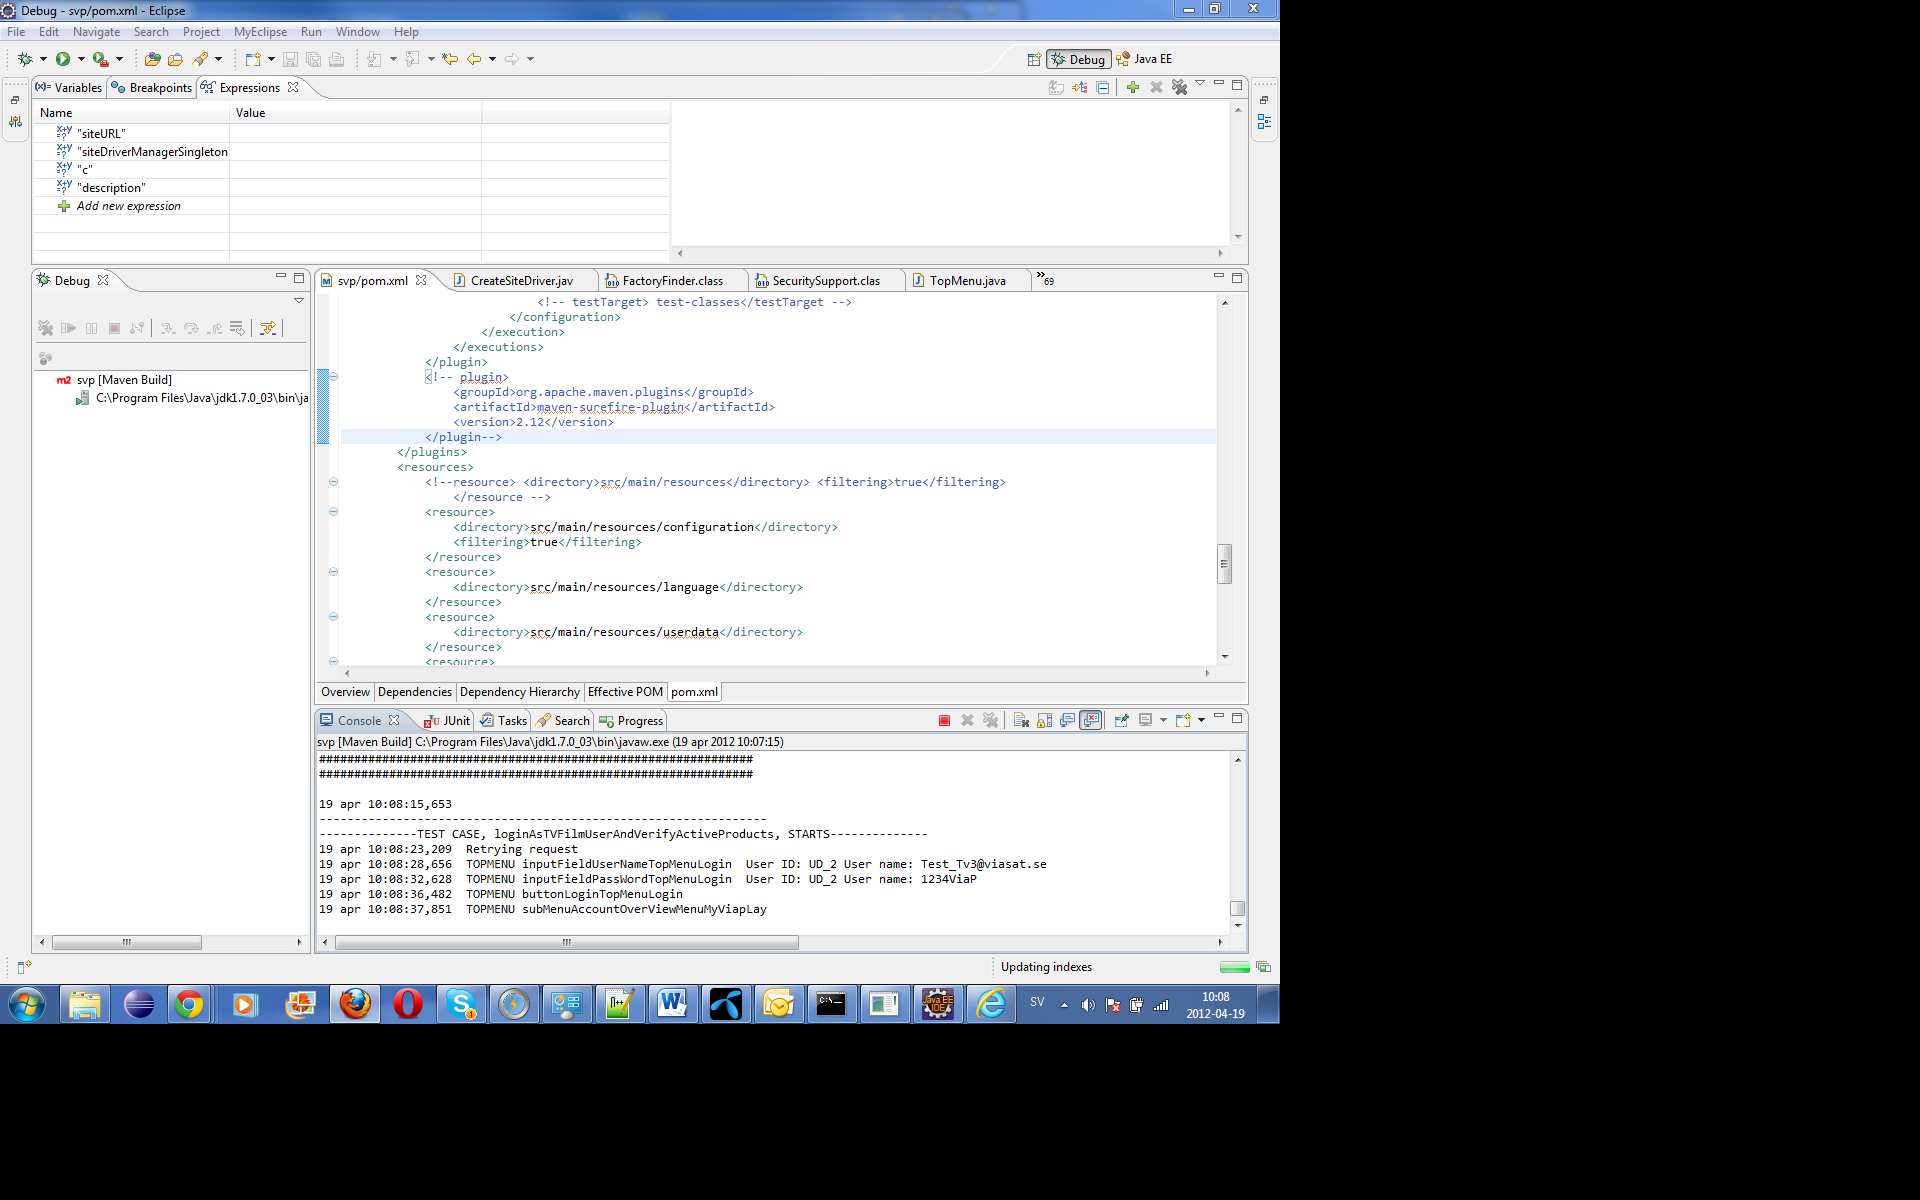 Debug - svp/pom.xml - Eclipse
File Edit Navigate Search Project MyEclipse Run Window Help
Debug Java EE
(x)= Variables Breakpoints Expressions
Name Value
"siteURL"
"siteDriverManagerSingleton
"c"
"description"
Add new expression
Debug
svp [Maven Build]
C:\Program Files\Java\jdk1.7.0_03\bin\ja
svp/pom.xml CreateSiteDriver.jav FactoryFinder.class SecuritySupport.clas TopMenu.java »69
<!-- testTarget> test-classes</testTarget -->
</configuration>
</execution>
</executions>
</plugin>
<!-- plugin>
<groupId>org.apache.maven.plugins</groupId>
<artifactId>maven-surefire-plugin</artifactId>
<version>2.12</version>
</plugin-->
</plugins>
<resources>
<!--resource> <directory>src/main/resources</directory> <filtering>true</filtering>
</resource -->
<resource>
<directory>src/main/resources/configuration</directory>
<filtering>true</filtering>
</resource>
<resource>
<directory>src/main/resources/language</directory>
</resource>
<resource>
<directory>src/main/resources/userdata</directory>
</resource>
<resource>
Overview Dependencies Dependency Hierarchy Effective POM pom.xml
Console JUnit Tasks Search Progress
svp [Maven Build] C:\Program Files\Java\jdk1.7.0_03\bin\javaw.exe (19 apr 2012 10:07:15)
##############################################################
##############################################################
19 apr 10:08:15,653
----------------------------------------------------------------
--------------TEST CASE, loginAsTVFilmUserAndVerifyActiveProducts, STARTS--------------
19 apr 10:08:23,209  Retrying request
19 apr 10:08:28,656  TOPMENU inputFieldUserNameTopMenuLogin  User ID: UD_2 User name: Test_Tv3@viasat.se
19 apr 10:08:32,628  TOPMENU inputFieldPassWordTopMenuLogin  User ID: UD_2 User name: 1234ViaP
19 apr 10:08:36,482  TOPMENU buttonLoginTopMenuLogin
19 apr 10:08:37,851  TOPMENU subMenuAccountOverViewMenuMyViapLay
Updating indexes
SV
10:08
2012-04-19